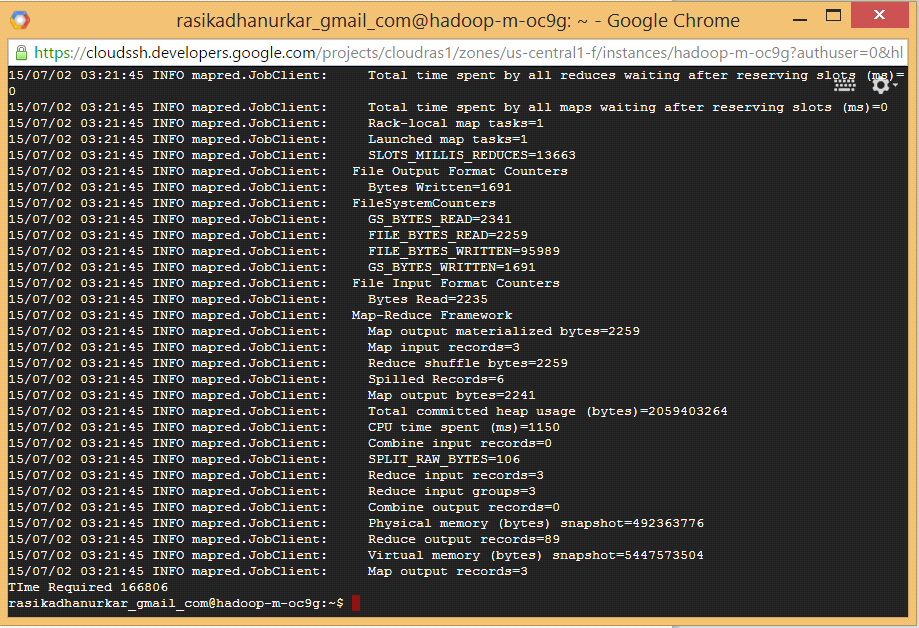 rasikadhanurkar_gmail_com@hadoop-m-oc9g: ~ - Google Chrome
https://cloudssh.developers.google.com/projects/cloudras1/zones/us-central1-f/instances/hadoop-m-oc9g?authuser=0&hl
15/07/02 03:21:45 INFO mapred.JobClient:     Total time spent by all reduces waiting after reserving slots (ms)=
0
15/07/02 03:21:45 INFO mapred.JobClient:     Total time spent by all maps waiting after reserving slots (ms)=0
15/07/02 03:21:45 INFO mapred.JobClient:     Rack-local map tasks=1
15/07/02 03:21:45 INFO mapred.JobClient:     Launched map tasks=1
15/07/02 03:21:45 INFO mapred.JobClient:     SLOTS_MILLIS_REDUCES=13663
15/07/02 03:21:45 INFO mapred.JobClient:   File Output Format Counters
15/07/02 03:21:45 INFO mapred.JobClient:     Bytes Written=1691
15/07/02 03:21:45 INFO mapred.JobClient:   FileSystemCounters
15/07/02 03:21:45 INFO mapred.JobClient:     GS_BYTES_READ=2341
15/07/02 03:21:45 INFO mapred.JobClient:     FILE_BYTES_READ=2259
15/07/02 03:21:45 INFO mapred.JobClient:     FILE_BYTES_WRITTEN=95989
15/07/02 03:21:45 INFO mapred.JobClient:     GS_BYTES_WRITTEN=1691
15/07/02 03:21:45 INFO mapred.JobClient:   File Input Format Counters
15/07/02 03:21:45 INFO mapred.JobClient:     Bytes Read=2235
15/07/02 03:21:45 INFO mapred.JobClient:   Map-Reduce Framework
15/07/02 03:21:45 INFO mapred.JobClient:     Map output materialized bytes=2259
15/07/02 03:21:45 INFO mapred.JobClient:     Map input records=3
15/07/02 03:21:45 INFO mapred.JobClient:     Reduce shuffle bytes=2259
15/07/02 03:21:45 INFO mapred.JobClient:     Spilled Records=6
15/07/02 03:21:45 INFO mapred.JobClient:     Map output bytes=2241
15/07/02 03:21:45 INFO mapred.JobClient:     Total committed heap usage (bytes)=2059403264
15/07/02 03:21:45 INFO mapred.JobClient:     CPU time spent (ms)=1150
15/07/02 03:21:45 INFO mapred.JobClient:     Combine input records=0
15/07/02 03:21:45 INFO mapred.JobClient:     SPLIT_RAW_BYTES=106
15/07/02 03:21:45 INFO mapred.JobClient:     Reduce input records=3
15/07/02 03:21:45 INFO mapred.JobClient:     Reduce input groups=3
15/07/02 03:21:45 INFO mapred.JobClient:     Combine output records=0
15/07/02 03:21:45 INFO mapred.JobClient:     Physical memory (bytes) snapshot=492363776
15/07/02 03:21:45 INFO mapred.JobClient:     Reduce output records=89
15/07/02 03:21:45 INFO mapred.JobClient:     Virtual memory (bytes) snapshot=5447573504
15/07/02 03:21:45 INFO mapred.JobClient:     Map output records=3
TIme Required 166806
rasikadhanurkar_gmail_com@hadoop-m-oc9g:~$